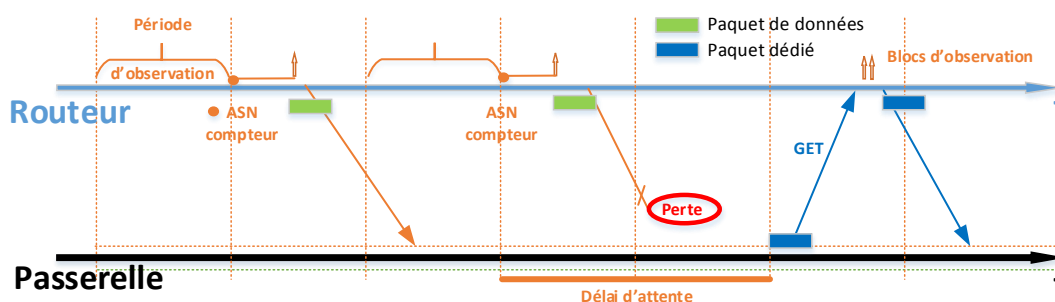 Période
d'observation
Paquet de données
Paquet dédié
Blocs d'observation
Routeur
ASN
compteur
ASN
compteur
GET
Perte
Passerelle
Délai d'attente